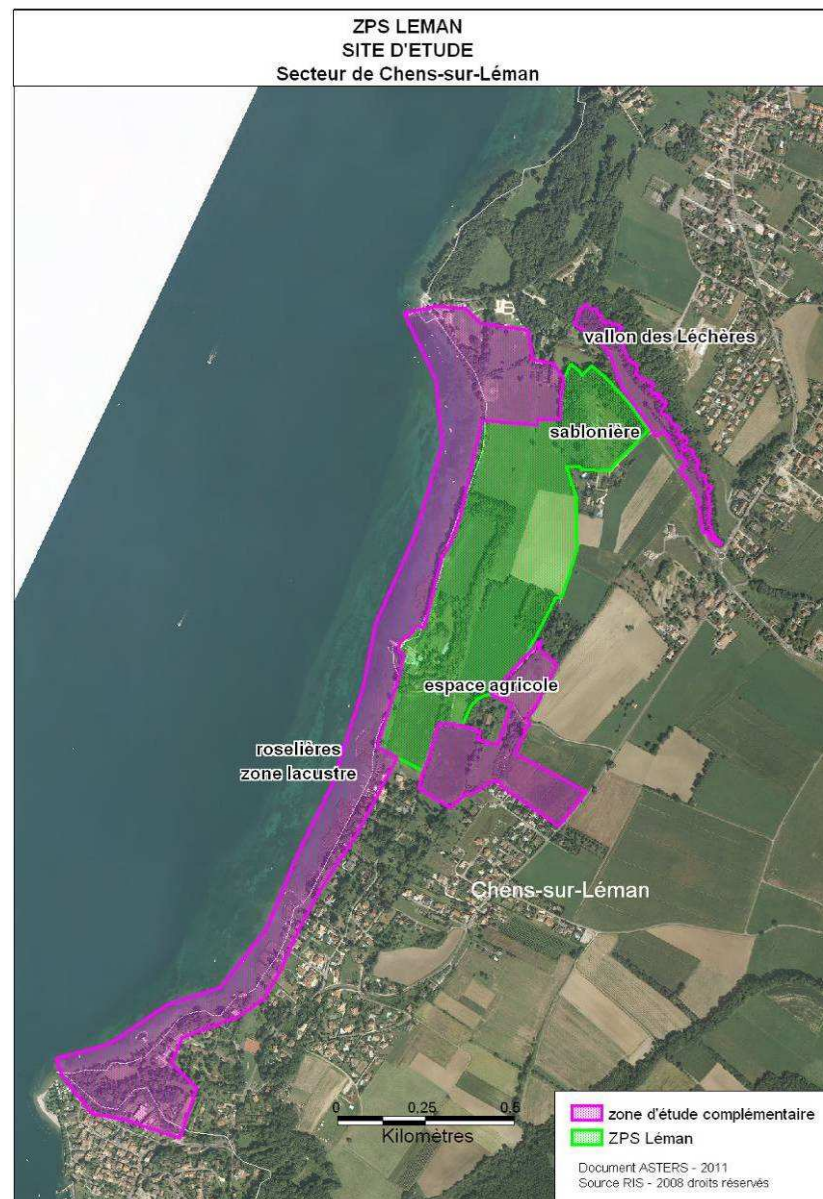 ZPS LEMAN
SITE D'ETUDE
Secteur de Chens-sur-Léman
vallon des Léchères
sablonière
espace agricole
roselières
zone lacustre
Chens-sur-Léman
0 0.25 0.5
Kilomètres
zone d'étude complémentaire
ZPS Léman
Document ASTERS - 2011
Source RIS - 2008 droits réservés